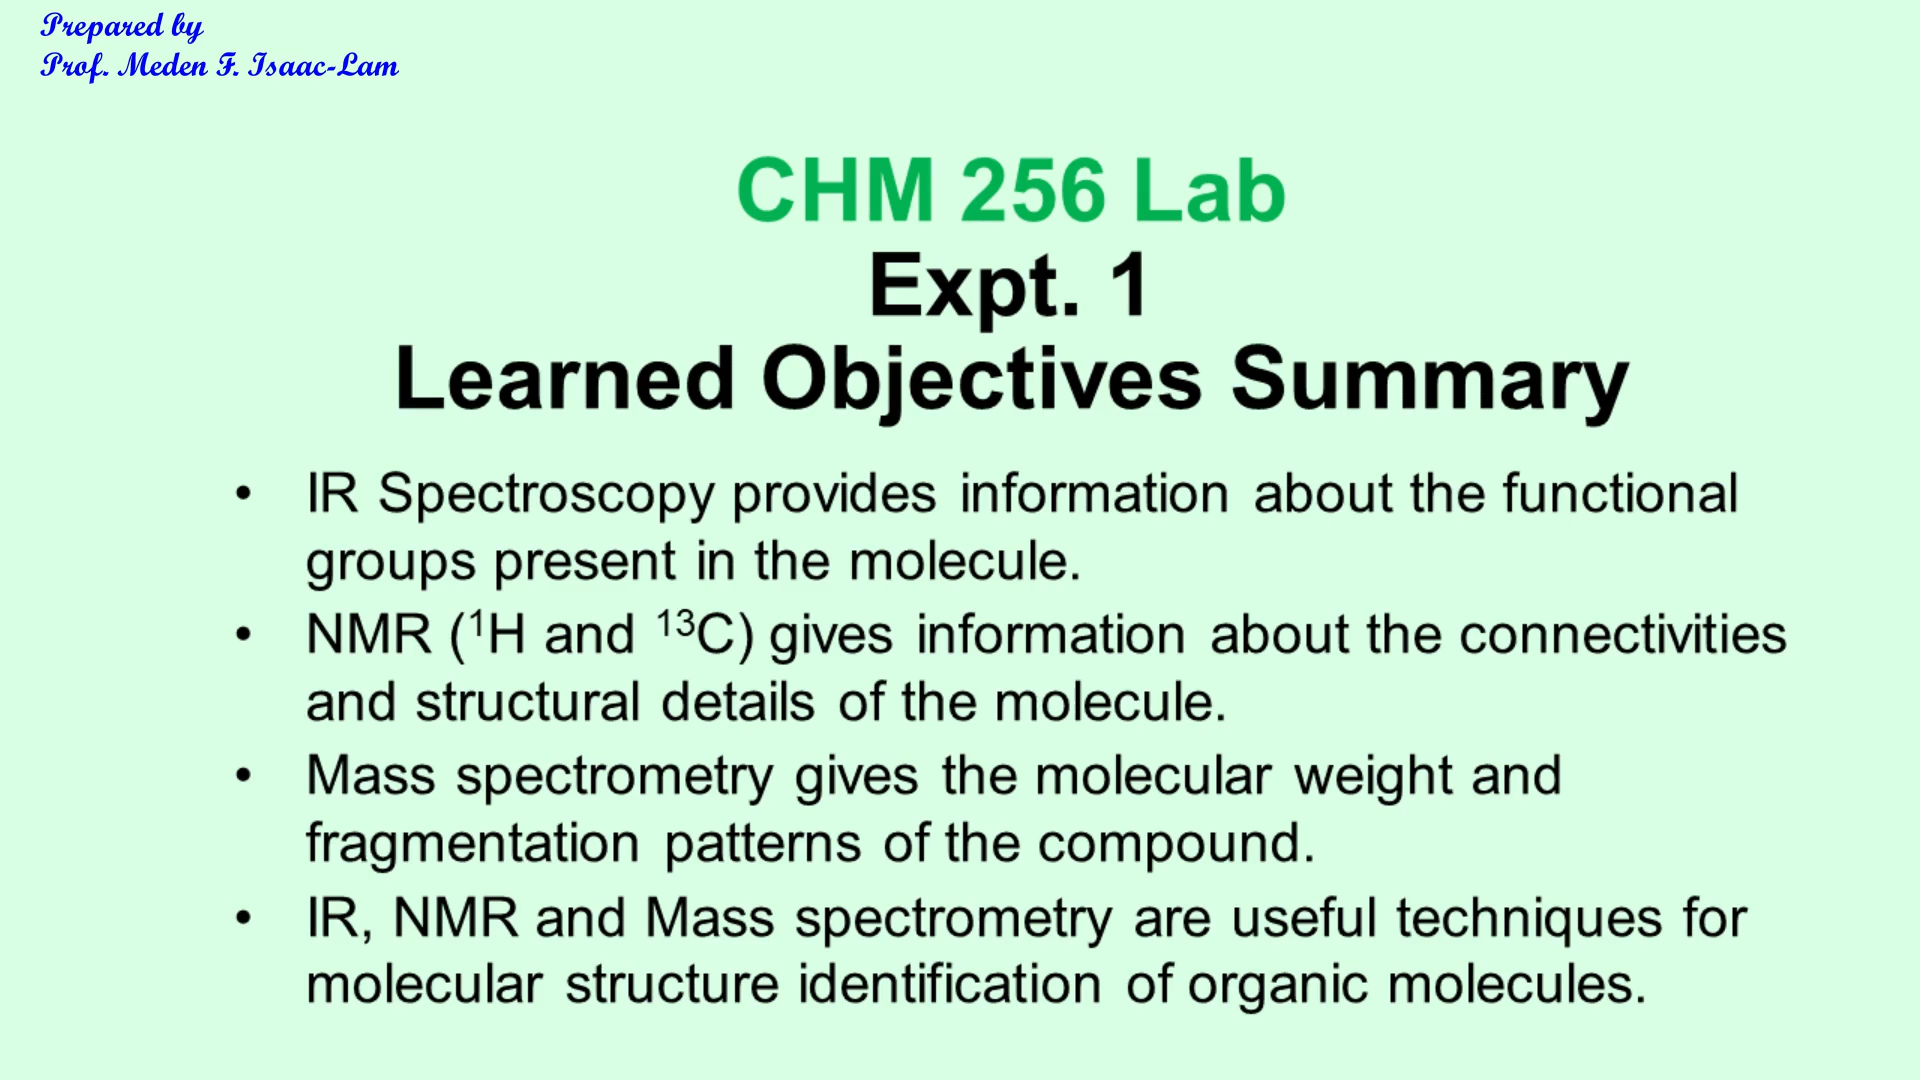 Prepared by
Prof. Meden F. Isaac-Lam
CHM 256 Lab
Expt. 1
Learned Objectives Summary
• IR Spectroscopy provides information about the functional
groups present in the molecule.
• NMR (¹H and ¹³C) gives information about the connectivities
and structural details of the molecule.
• Mass spectrometry gives the molecular weight and
fragmentation patterns of the compound.
• IR, NMR and Mass spectrometry are useful techniques for
molecular structure identification of organic molecules.